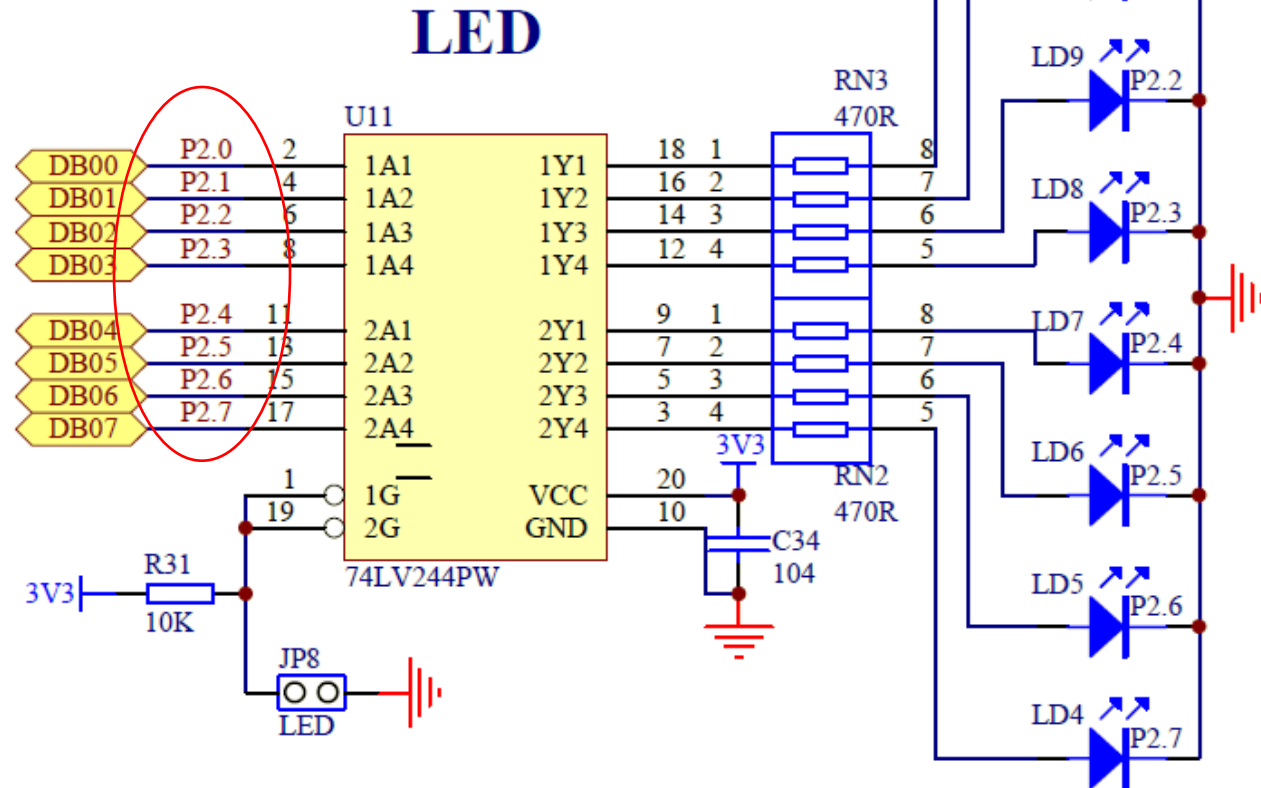 LED
U11
RN3
470R
DB00 P2.0 2 1A1 1Y1 18 1 8
DB01 P2.1 4 1A2 1Y2 16 2 7
DB02 P2.2 6 1A3 1Y3 14 3 6
DB03 P2.3 8 1A4 1Y4 12 4 5
DB04 P2.4 11 2A1 2Y1 9 1 8
DB05 P2.5 13 2A2 2Y2 7 2 7
DB06 P2.6 15 2A3 2Y3 5 3 6
DB07 P2.7 17 2A4 2Y4 3 4 5
1 1G VCC 20
19 2G GND 10
74LV244PW
3V3
RN2
470R
C34
104
R31
3V3
10K
JP8
LED
LD9 P2.2
LD8 P2.3
LD7 P2.4
LD6 P2.5
LD5 P2.6
LD4 P2.7